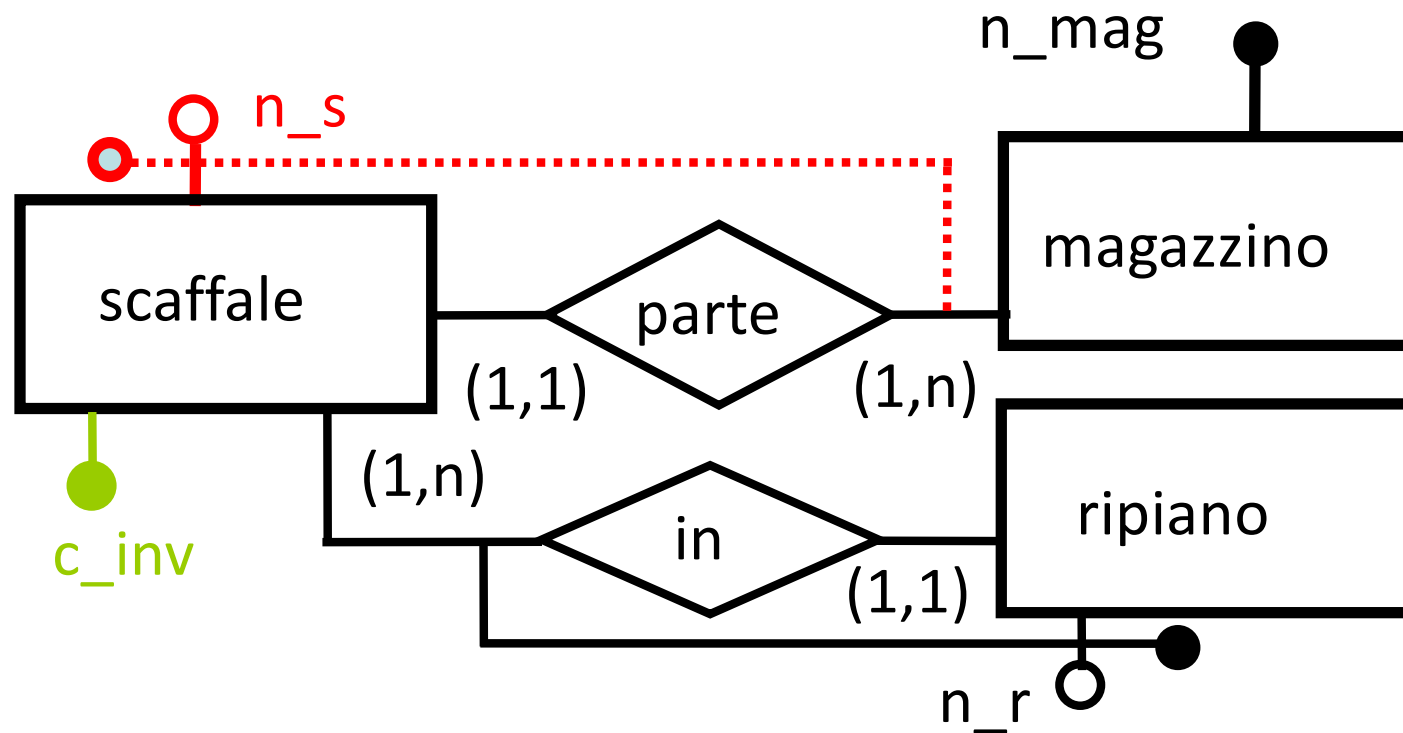 n_mag
n_s
magazzino
scaffale
parte
(1,1)
(1,n)
(1,n)
ripiano
in
c_inv
(1,1)
n_r